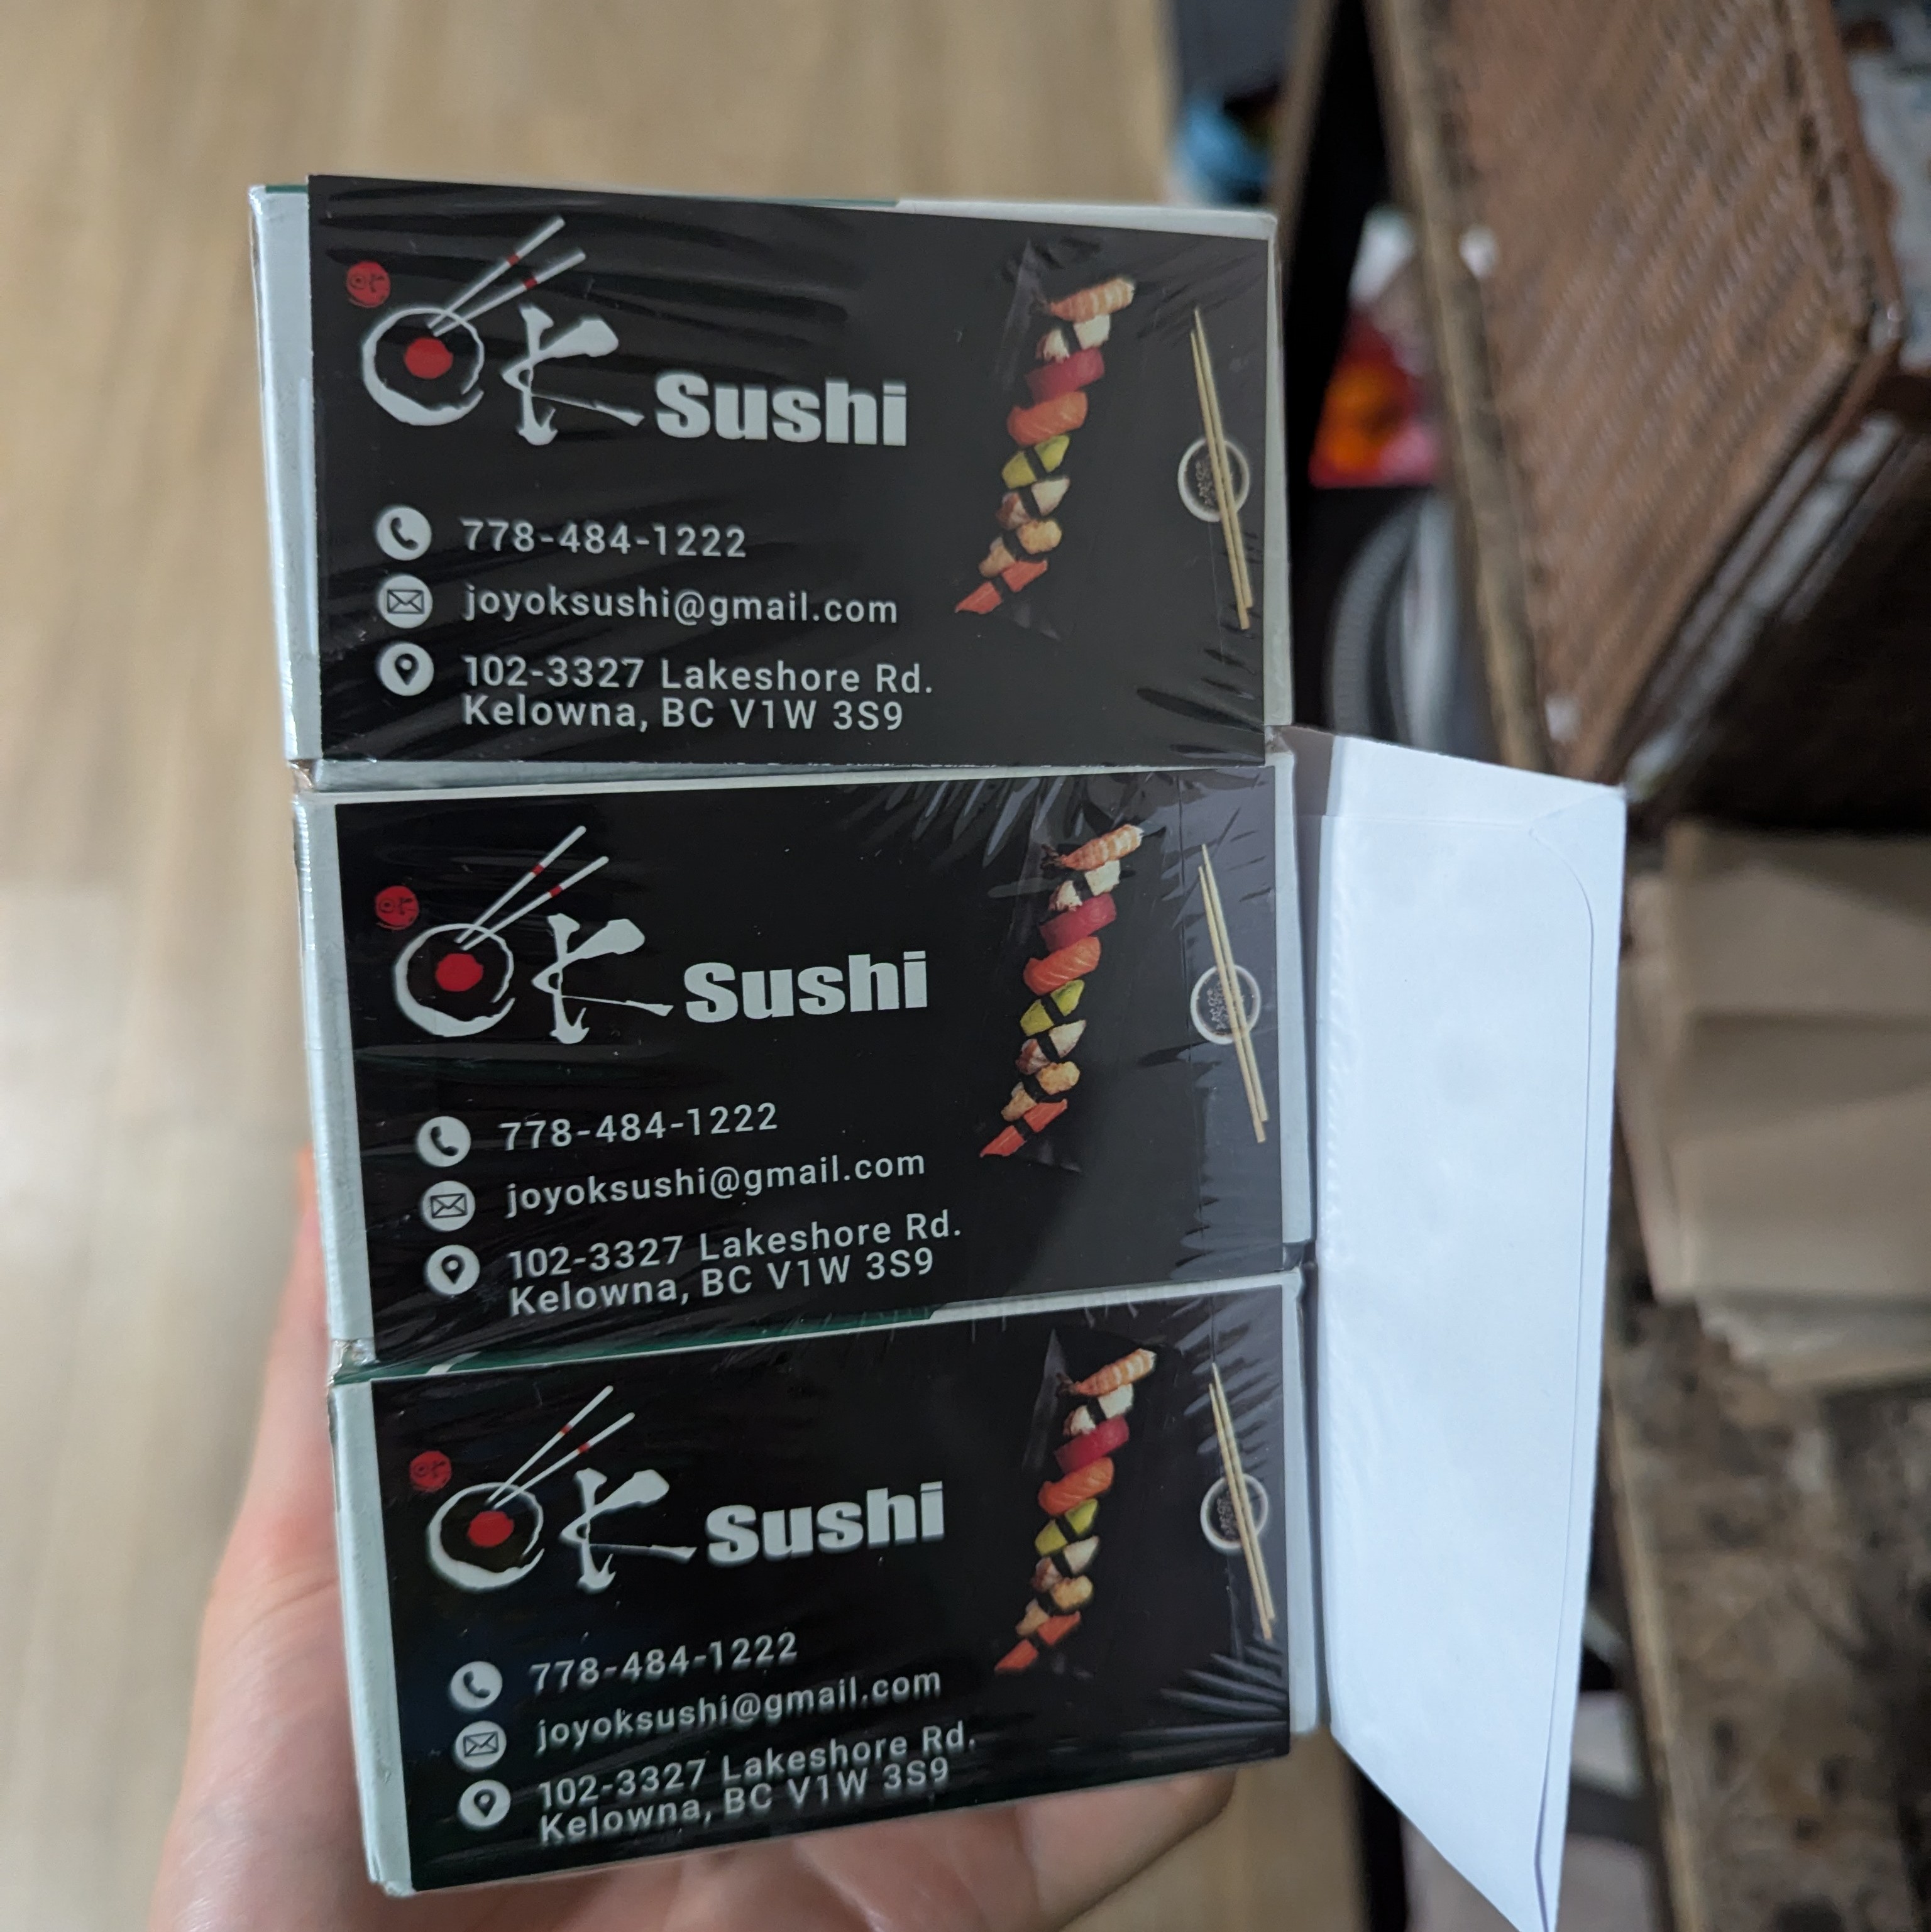 OK Sushi
778-484-1222
joyoksushi@gmail.com
102-3327 Lakeshore Rd.
Kelowna, BC V1W 3S9
OK Sushi
778-484-1222
joyoksushi@gmail.com
102-3327 Lakeshore Rd.
Kelowna, BC V1W 3S9
OK Sushi
778-484-1222
joyoksushi@gmail.com
102-3327 Lakeshore Rd.
Kelowna, BC V1W 3S9